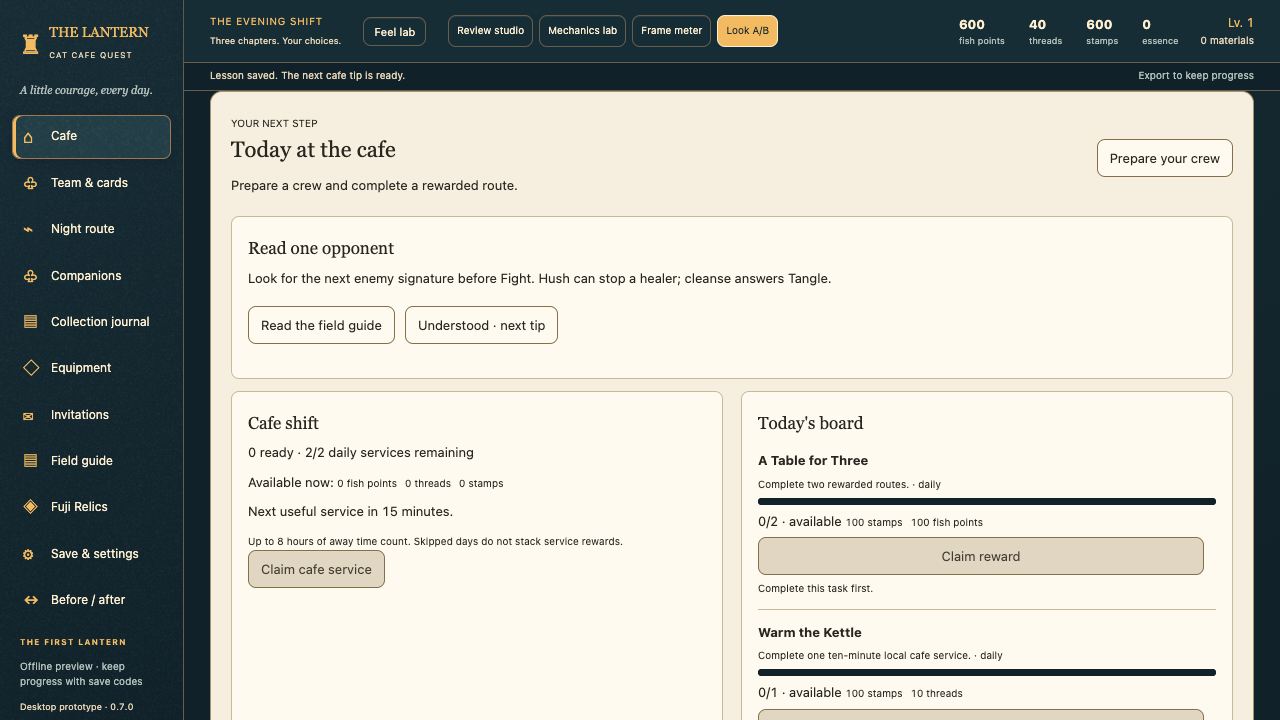 THE LANTERN
CAT CAFE QUEST
A little courage, every day.
Cafe
Team & cards
Night route
Companions
Collection journal
Equipment
Invitations
Field guide
Fuji Relics
Save & settings
Before / after
THE FIRST LANTERN
Offline preview · keep
progress with save codes
Desktop prototype · 0.7.0
THE EVENING SHIFT
Three chapters. Your choices.
Feel lab
Review studio
Mechanics lab
Frame meter
Look A/B
600
fish points
40
threads
600
stamps
0
essence
Lv. 1
0 materials
Lesson saved. The next cafe tip is ready.
Export to keep progress
YOUR NEXT STEP
Today at the cafe
Prepare a crew and complete a rewarded route.
Prepare your crew
Read one opponent
Look for the next enemy signature before Fight. Hush can stop a healer; cleanse answers Tangle.
Read the field guide
Understood · next tip
Cafe shift
0 ready · 2/2 daily services remaining
Available now: 0 fish points 0 threads 0 stamps
Next useful service in 15 minutes.
Up to 8 hours of away time count. Skipped days do not stack service rewards.
Claim cafe service
Today's board
A Table for Three
Complete two rewarded routes. · daily
0/2 · available 100 stamps 100 fish points
Claim reward
Complete this task first.
Warm the Kettle
Complete one ten-minute local cafe service. · daily
0/1 · available 100 stamps 10 threads